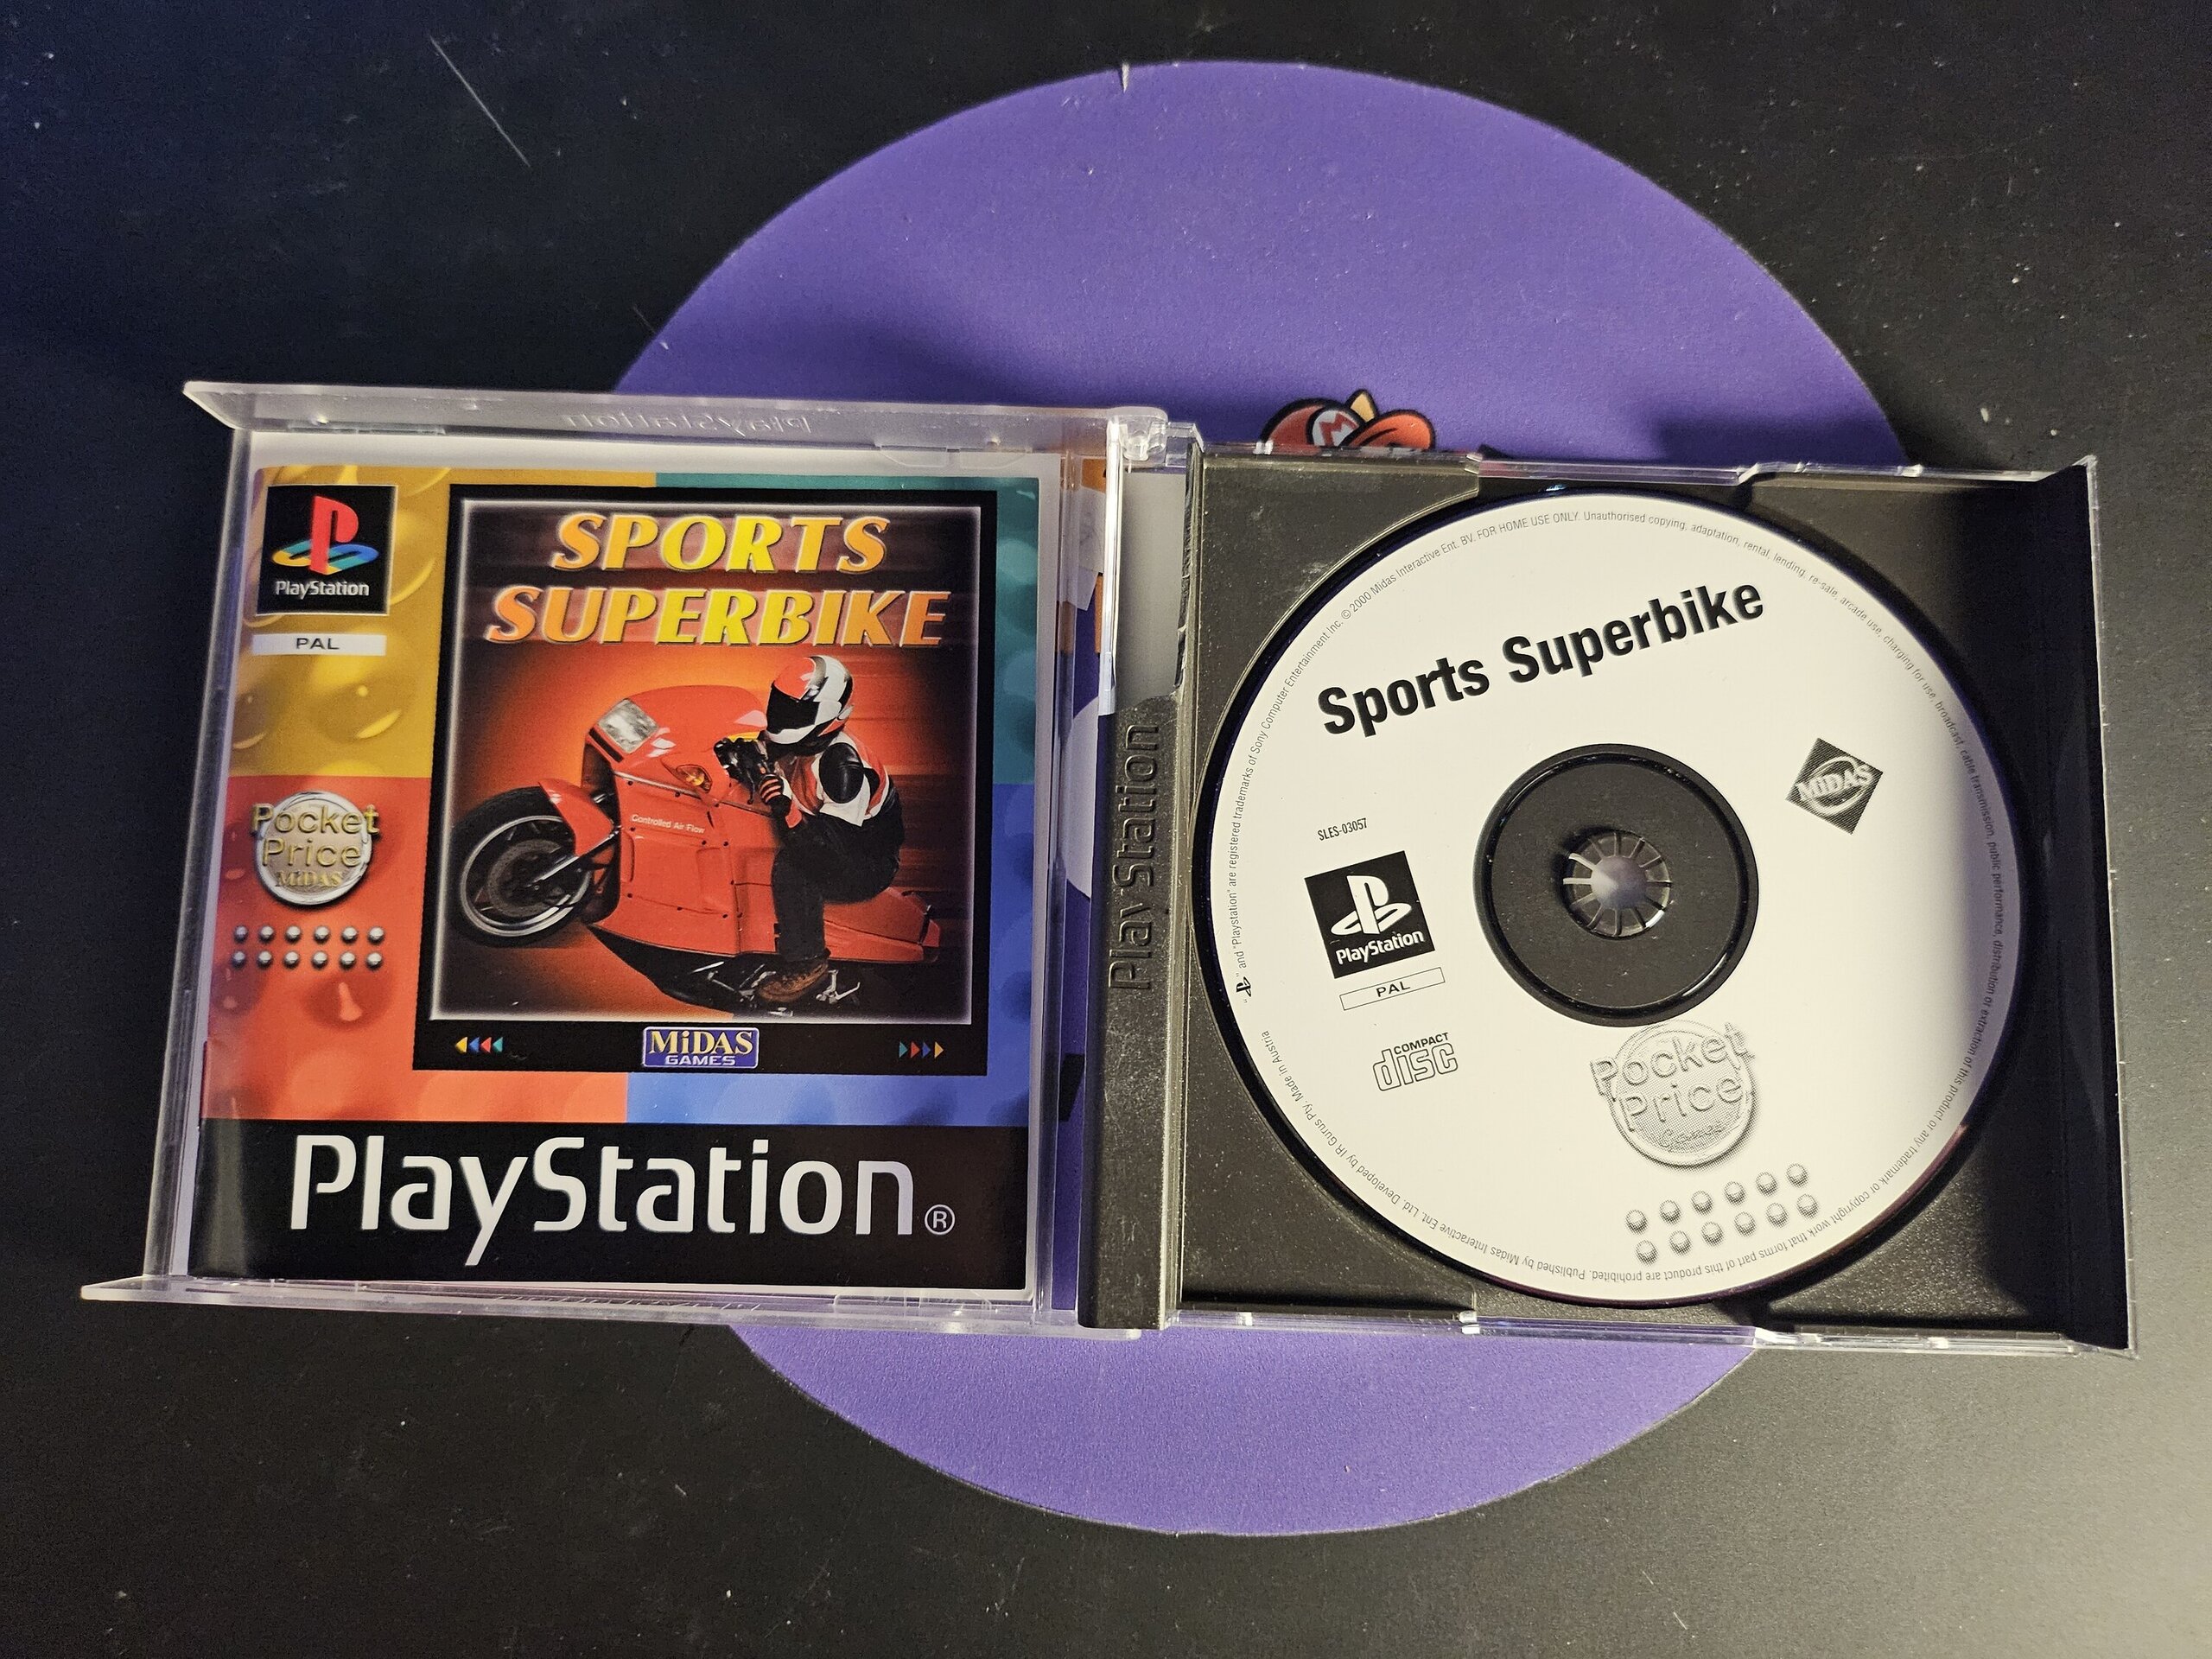 PlayStation
PlayStation
PAL
SPORTS
SUPERBIKE
Controlled Air Flow
Pocket
Price
MiDAS
MiDAS
GAMES
PlayStation®
PlayStation
M
Sports Superbike
MiDAS
SLES-03057
PlayStation
PAL
COMPACT
disc
Pocket
Price
Games
" and "PlayStation" are registered trademarks of Sony Computer Entertainment Inc. © 2000 Midas Interactive Ent. BV. FOR HOME USE ONLY. Unauthorised copying, adaptation, rental, lending, re-sale, arcade use, charging for use, broadcast, cable transmission, public performance, distribution or extraction of this product or any trademark or copyright work that forms part of this product are prohibited. Published by Midas Interactive Ent. Ltd. Developed by IR Gurus Pty. Made in Austria